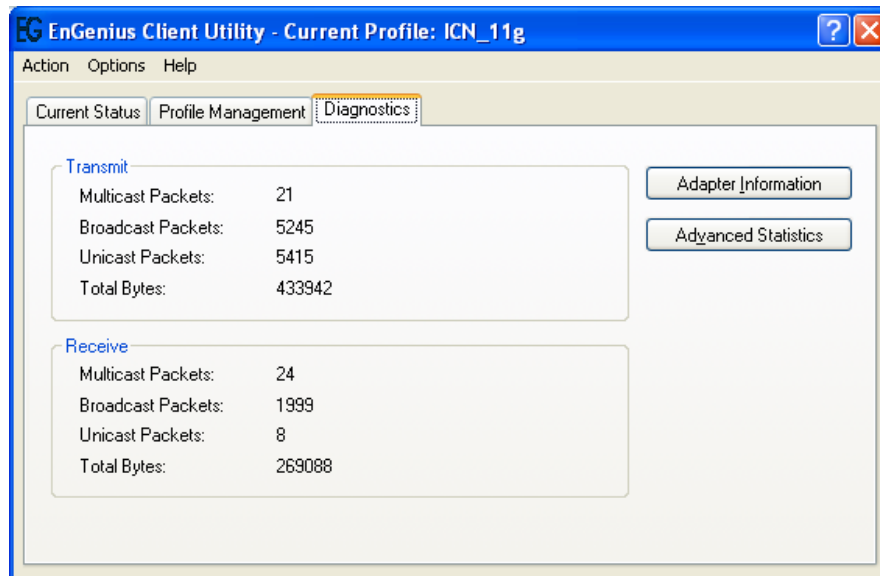 EG EnGenius Client Utility - Current Profile: ICN_11g
Action Options Help
Current Status Profile Management Diagnostics
Transmit
Multicast Packets: 21
Broadcast Packets: 5245
Unicast Packets: 5415
Total Bytes: 433942
Adapter Information
Advanced Statistics
Receive
Multicast Packets: 24
Broadcast Packets: 1999
Unicast Packets: 8
Total Bytes: 269088